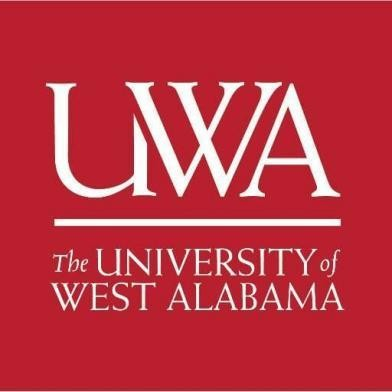 UWA
The UNIVERSITY of
WEST ALABAMA